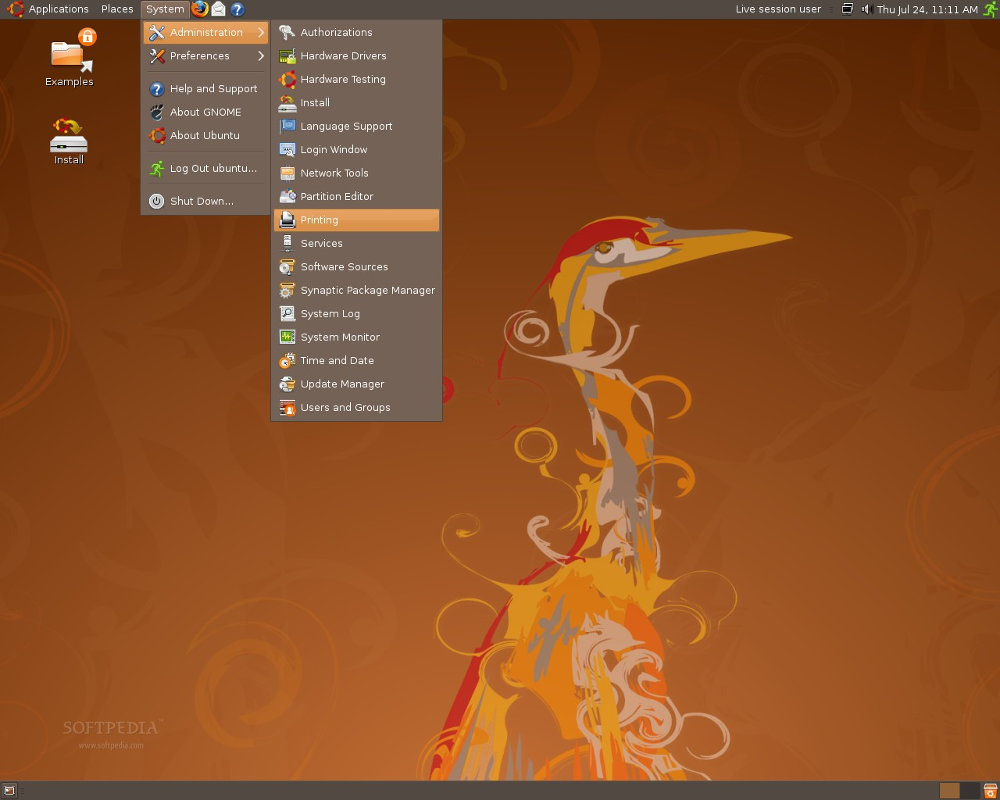 Applications Places System
Live session user Thu Jul 24, 11:11 AM
Examples
Install
Administration
Preferences
Help and Support
About GNOME
About Ubuntu
Log Out ubuntu...
Shut Down...
Authorizations
Hardware Drivers
Hardware Testing
Install
Language Support
Login Window
Network Tools
Partition Editor
Printing
Services
Software Sources
Synaptic Package Manager
System Log
System Monitor
Time and Date
Update Manager
Users and Groups
SOFTPEDIA
www.softpedia.com